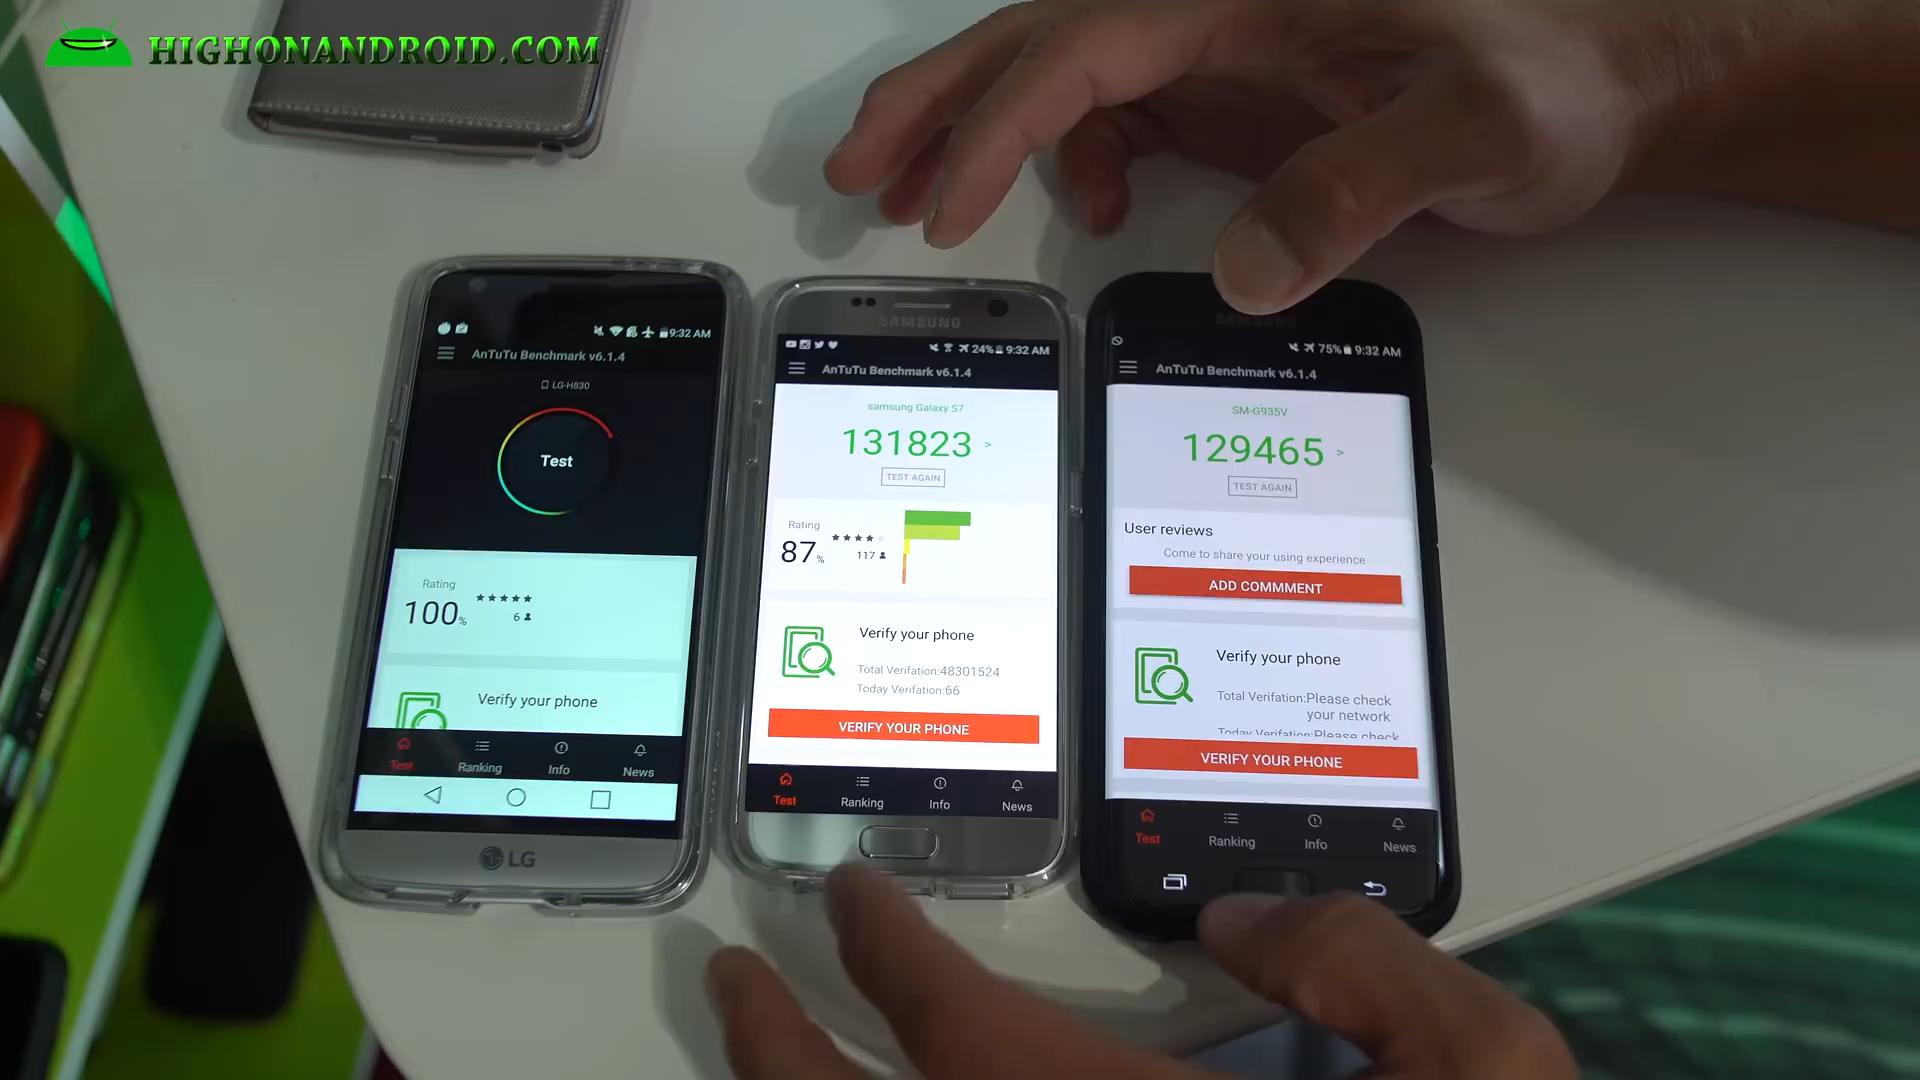 HIGHONANDROID.COM
9:32 AM
AnTuTu Benchmark v6.1.4
LG-H830
Test
Rating
100%
6
Verify your phone
Test
Ranking
Info
News
LG
SAMSUNG
24% 9:32 AM
AnTuTu Benchmark v6.1.4
samsung Galaxy S7
131823 >
TEST AGAIN
Rating
87%
117
Verify your phone
Total Verifation:48301524
Today Verifation:66
VERIFY YOUR PHONE
Test
Ranking
Info
News
SAMSUNG
75% 9:32 AM
AnTuTu Benchmark v6.1.4
SM-G935V
129465 >
TEST AGAIN
User reviews
Come to share your using experience
ADD COMMMENT
Verify your phone
Total Verifation:Please check
your network
Today Verifation:Please check
VERIFY YOUR PHONE
Test
Ranking
Info
News